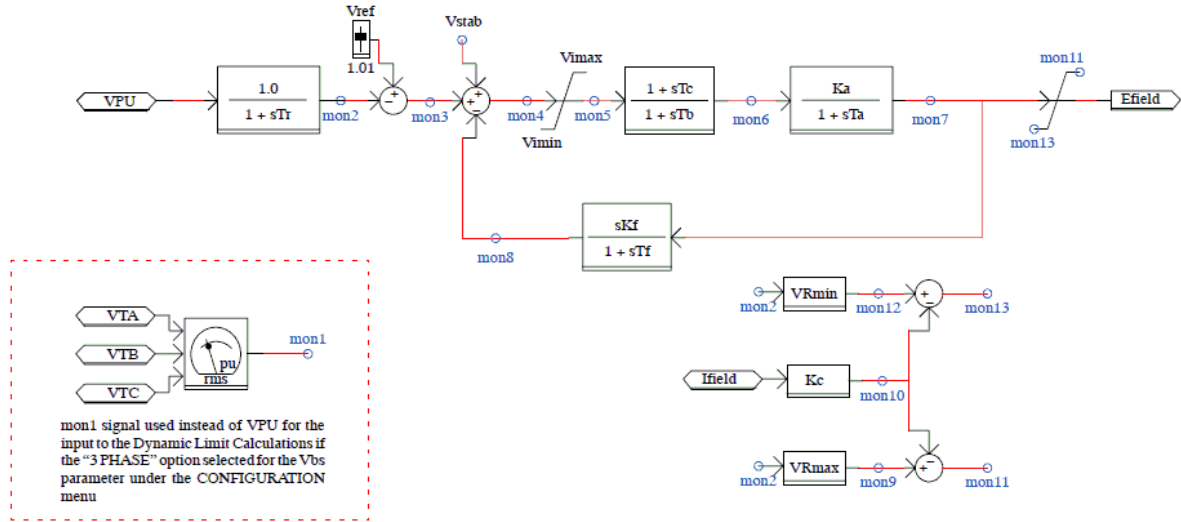 Vref
Vstab
1.01
Vimax
mon11
VPU
1.0
1 + sTr
mon2
mon3
mon4
mon5
1 + sTc
1 + sTb
mon6
Ka
1 + sTa
mon7
Efield
Vimin
mon13
sKf
1 + sTf
mon8
VTA
VTB
VTC
pu
rms
mon1
mon1 signal used instead of VPU for the
input to the Dynamic Limit Calculations if
the “3 PHASE” option selected for the Vbs
parameter under the CONFIGURATION
menu
mon2
VRmin
mon12
mon13
Ifield
Kc
mon10
mon2
VRmax
mon9
mon11